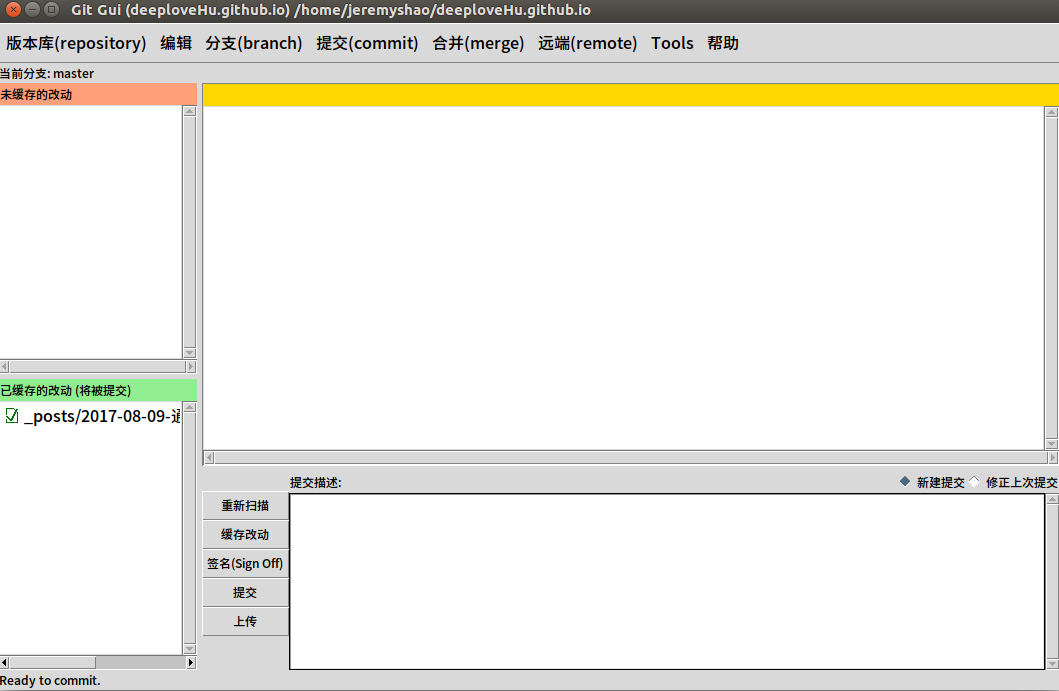 Git Gui (deeploveHu.github.io) /home/jeremyshao/deeploveHu.github.io
版本库(repository) 编辑 分支(branch) 提交(commit) 合并(merge) 远端(remote) Tools 帮助
当前分支: master
未缓存的改动
已缓存的改动 (将被提交)
_posts/2017-08-09-
提交描述:
新建提交 修正上次提交
重新扫描
缓存改动
签名(Sign Off)
提交
上传
Ready to commit.